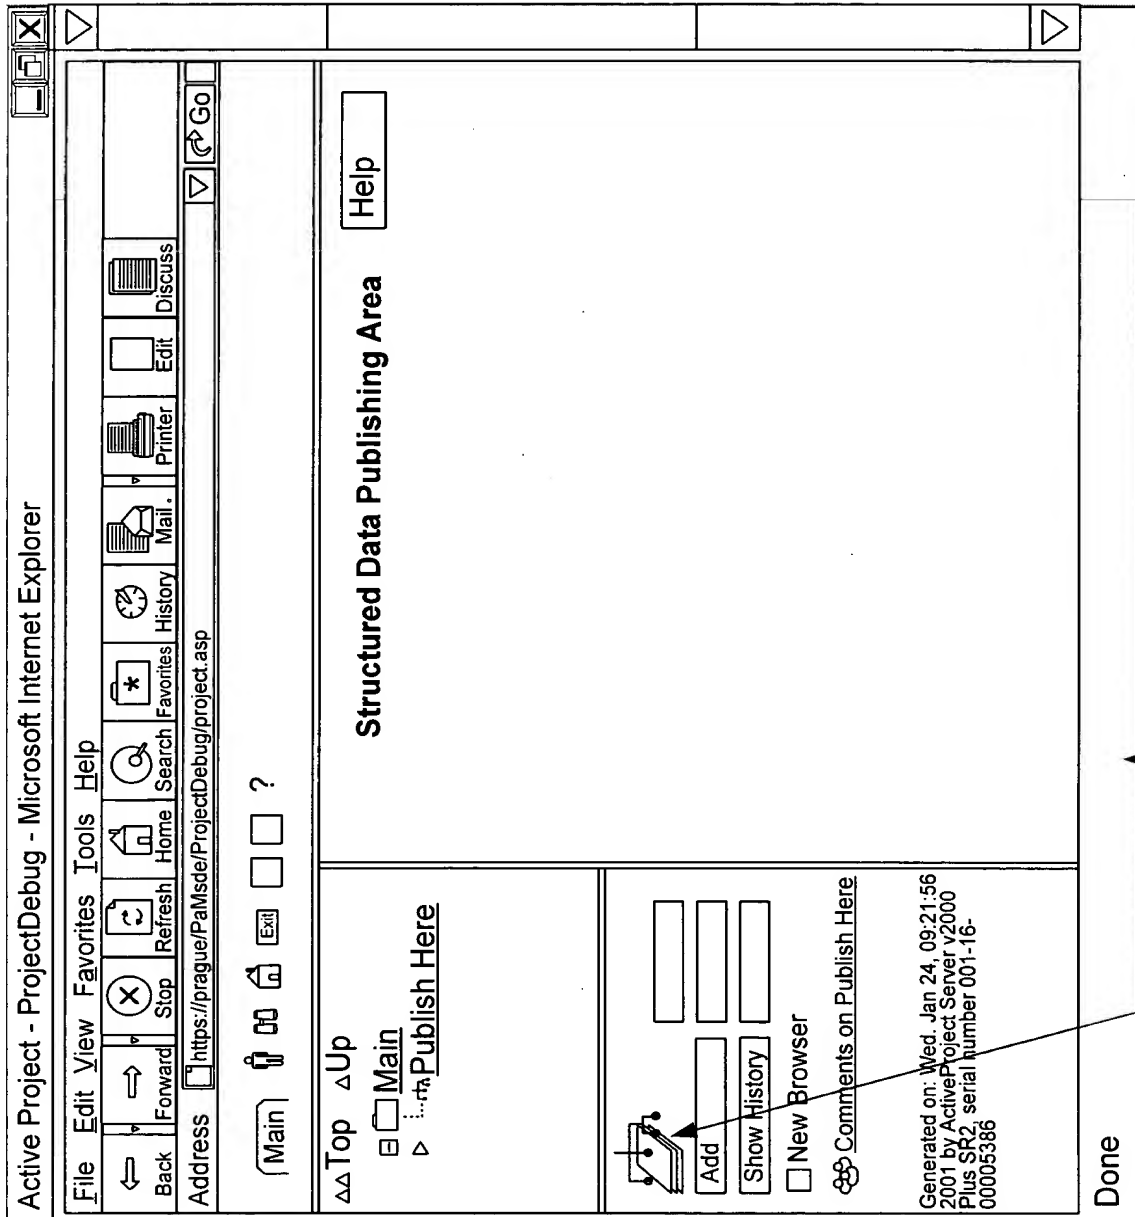 Active Project - ProjectDebug - Microsoft Internet Explorer
File Edit View Favorites Tools Help
Back Forward Stop Refresh Home Search Favorites History Mail Printer Edit Discuss
Address https://prague/PaMsde/ProjectDebug/project.asp Go
Main Exit ?
Top Up
Main
Publish Here
Structured Data Publishing Area
Help
Add
Show History
New Browser
Comments on Publish Here
Generated on: Wed. Jan 24, 09:21:56
2001 by ActiveProject Server v2000
Plus SR2, serial number 001-16-
00005386
Done